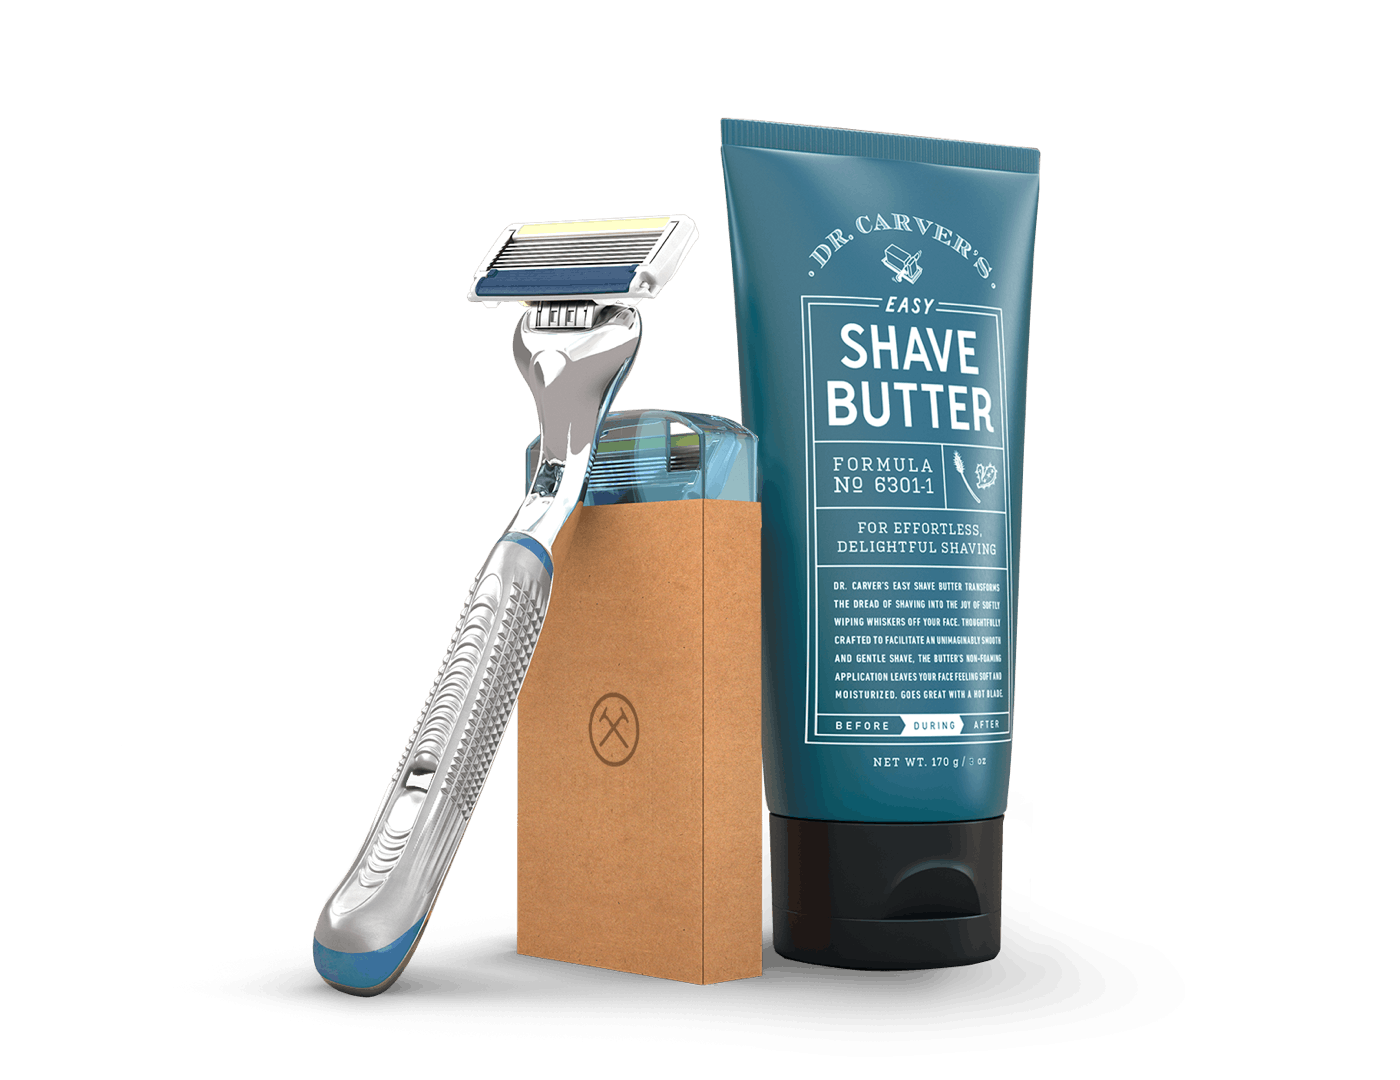 · DR. CARVER'S ·
EASY
SHAVE
BUTTER
FORMULA
Nº 6301-1
FOR EFFORTLESS,
DELIGHTFUL SHAVING
DR. CARVER'S EASY SHAVE BUTTER TRANSFORMS
THE DREAD OF SHAVING INTO THE JOY OF SOFTLY
WIPING WHISKERS OFF YOUR FACE. THOUGHTFULLY
CRAFTED TO FACILITATE AN UNIMAGINABLY SMOOTH
AND GENTLE SHAVE, THE BUTTER'S NON-FOAMING
APPLICATION LEAVES YOUR FACE FEELING SOFT AND
MOISTURIZED. GOES GREAT WITH A HOT BLADE.
BEFORE DURING AFTER
NET WT. 170 g / 3 oz